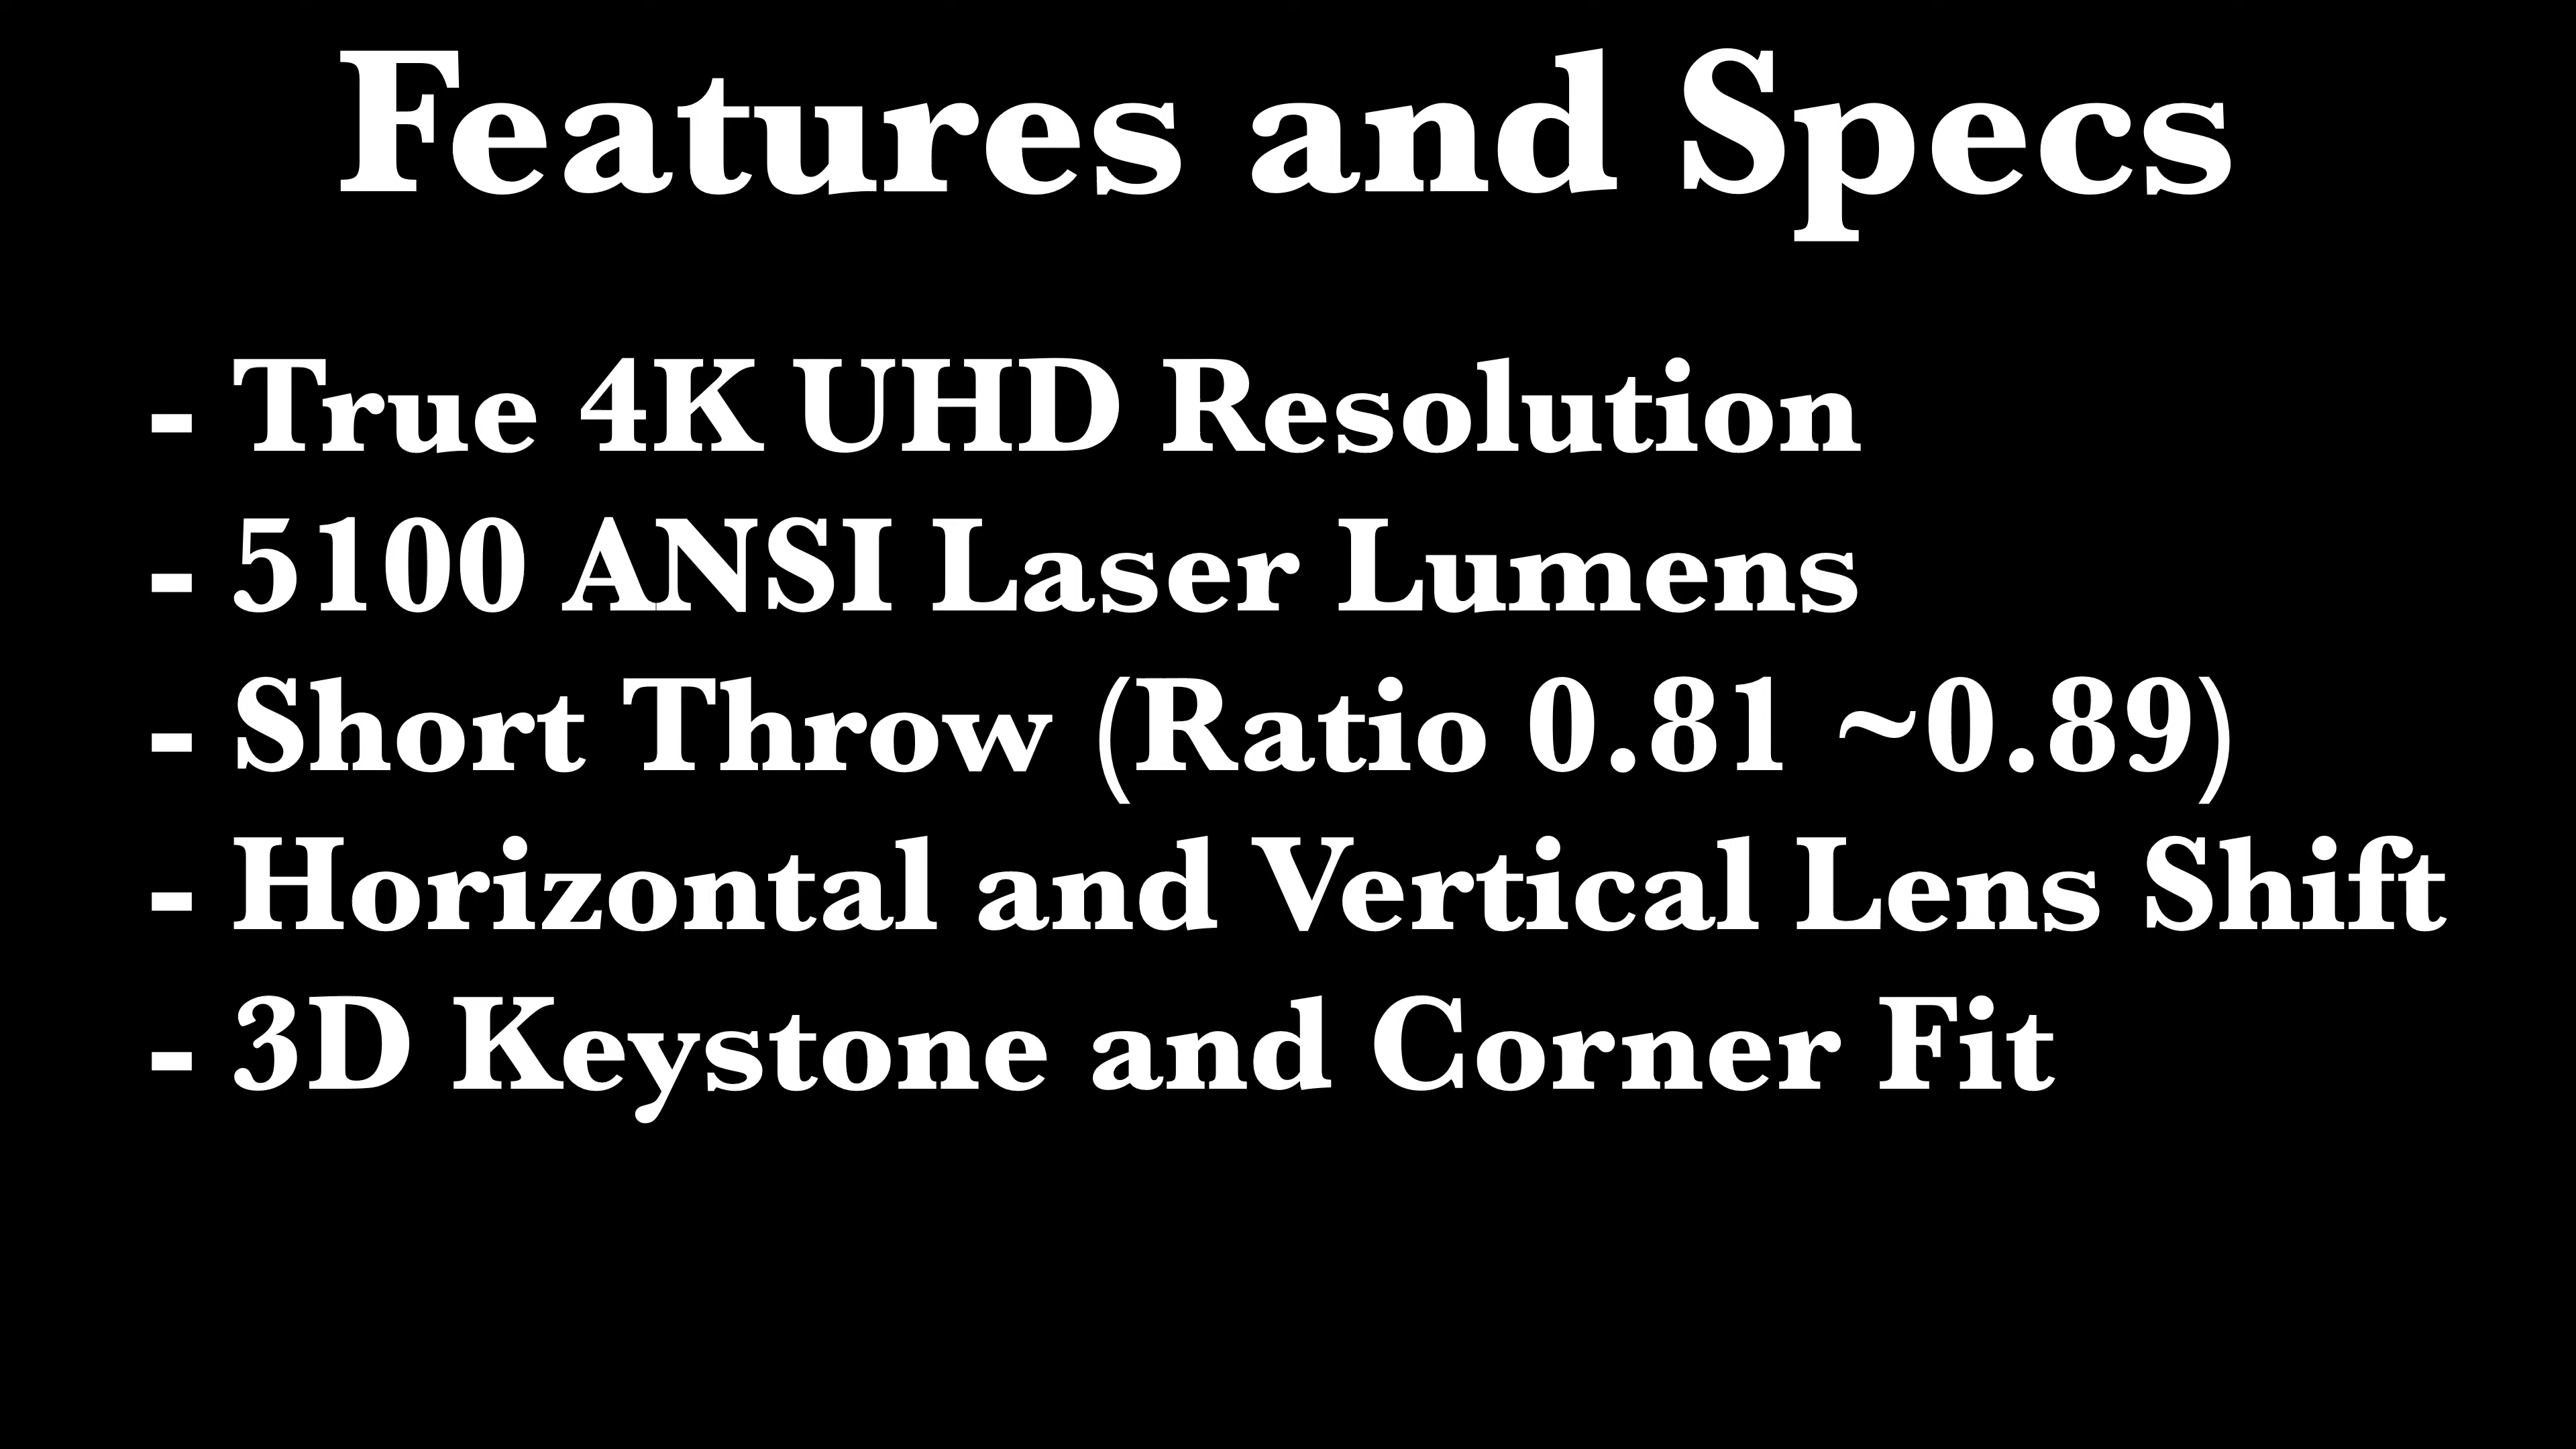 Features and Specs
- True 4K UHD Resolution
- 5100 ANSI Laser Lumens
- Short Throw (Ratio 0.81 ~0.89)
- Horizontal and Vertical Lens Shift
- 3D Keystone and Corner Fit